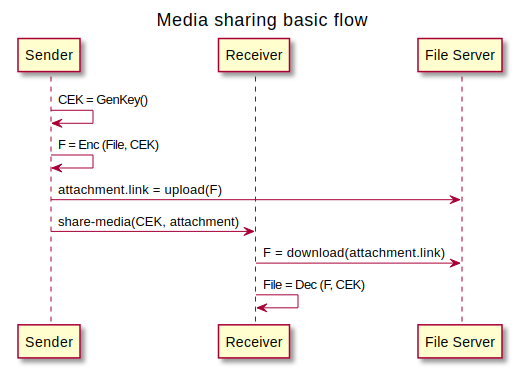 Media sharing basic flow
Sender
Receiver
File Server
CEK = GenKey()
F = Enc (File, CEK)
attachment.link = upload(F)
share-media(CEK, attachment)
F = download(attachment.link)
File = Dec (F, CEK)
Sender
Receiver
File Server